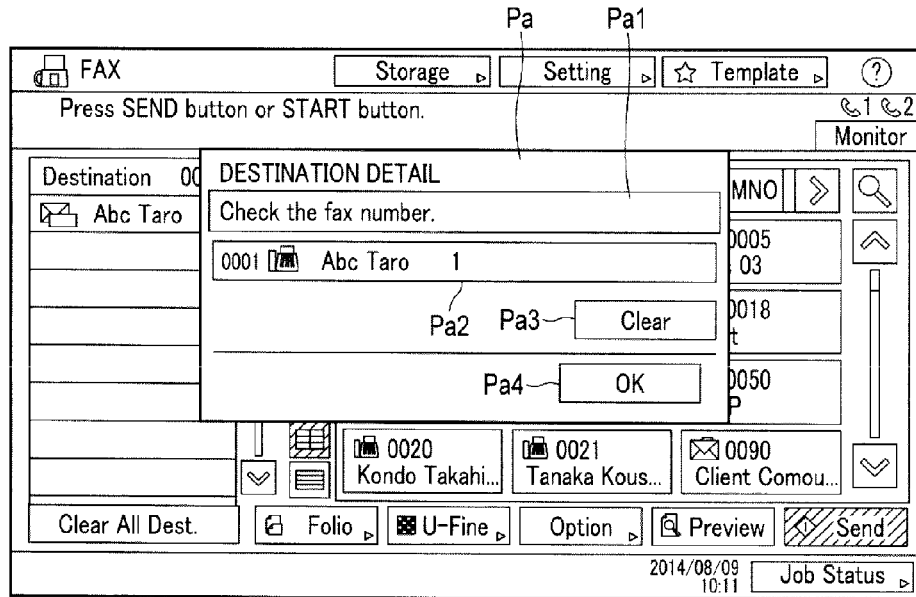 Pa Pa1
FAX Storage Setting Template ?
Press SEND button or START button. 1 2
Monitor
Destination 00
DESTINATION DETAIL
MNO
Abc Taro
Check the fax number.
0005
03
0001 Abc Taro 1
Pa2 Pa3 Clear
0018
t
Pa4 OK
0050
P
0020 0021 0090
Kondo Takahi... Tanaka Kous... Client Comou...
Clear All Dest. Folio U-Fine Option Preview Send
2014/08/09
10:11
Job Status